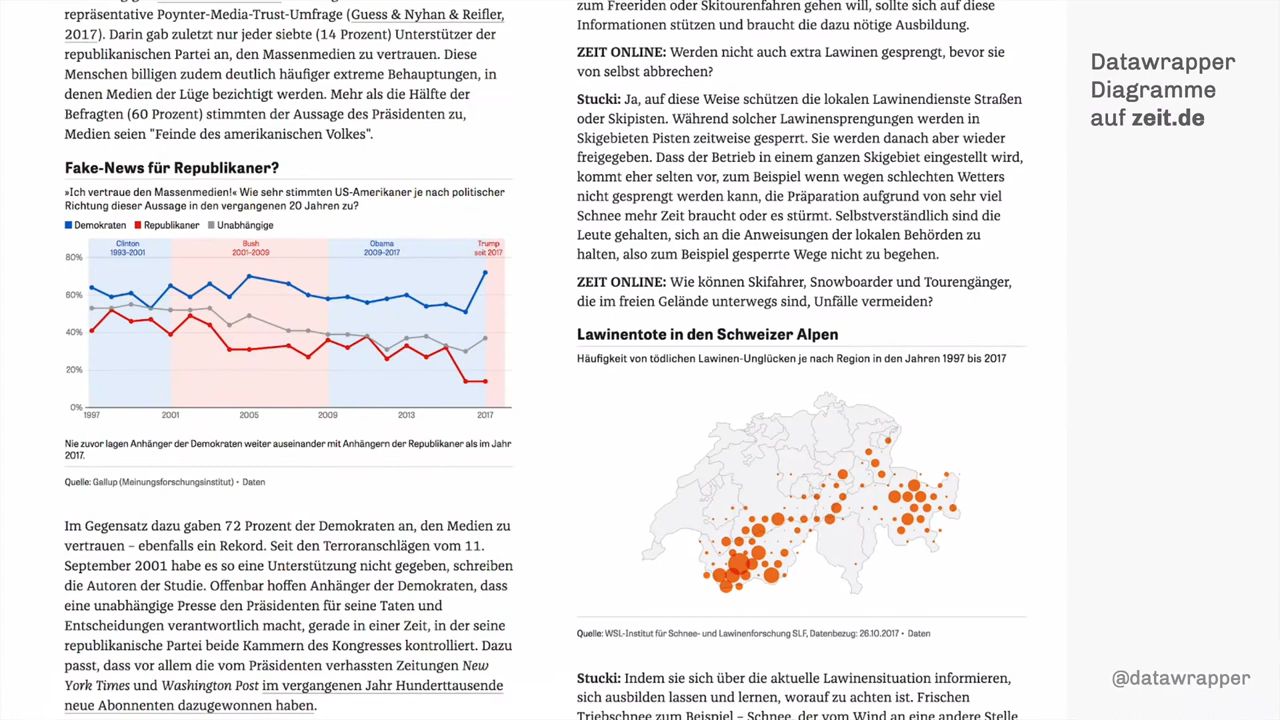 repräsentative Poynter-Media-Trust-Umfrage (Guess & Nyhan & Reifler,
2017). Darin gab zuletzt nur jeder siebte (14 Prozent) Unterstützer der
republikanischen Partei an, den Massenmedien zu vertrauen. Diese
Menschen billigen zudem deutlich häufiger extreme Behauptungen, in
denen Medien der Lüge bezichtigt werden. Mehr als die Hälfte der
Befragten (60 Prozent) stimmten der Aussage des Präsidenten zu,
Medien seien "Feinde des amerikanischen Volkes".
Fake-News für Republikaner?
»Ich vertraue den Massenmedien!« Wie sehr stimmten US-Amerikaner je nach politischer
Richtung dieser Aussage in den vergangenen 20 Jahren zu?
Demokraten Republikaner Unabhängige
Clinton Bush Obama Trump
1993-2001 2001-2009 2009-2017 seit 2017
80%
60%
40%
20%
0%
1997 2001 2005 2009 2013 2017
Nie zuvor lagen Anhänger der Demokraten weiter auseinander mit Anhängern der Republikaner als im Jahr
2017.
Quelle: Gallup (Meinungsforschungsinstitut) • Daten
Im Gegensatz dazu gaben 72 Prozent der Demokraten an, den Medien zu
vertrauen – ebenfalls ein Rekord. Seit den Terroranschlägen vom 11.
September 2001 habe es so eine Unterstützung nicht gegeben, schreiben
die Autoren der Studie. Offenbar hoffen Anhänger der Demokraten, dass
eine unabhängige Presse den Präsidenten für seine Taten und
Entscheidungen verantwortlich macht, gerade in einer Zeit, in der seine
republikanische Partei beide Kammern des Kongresses kontrolliert. Dazu
passt, dass vor allem die vom Präsidenten verhassten Zeitungen New
York Times und Washington Post im vergangenen Jahr Hunderttausende
neue Abonnenten dazugewonnen haben.
zum Freeriden oder Skitourenfahren gehen will, sollte sich auf diese
Informationen stützen und braucht die dazu nötige Ausbildung.
ZEIT ONLINE: Werden nicht auch extra Lawinen gesprengt, bevor sie
von selbst abbrechen?
Stucki: Ja, auf diese Weise schützen die lokalen Lawinendienste Straßen
oder Skipisten. Während solcher Lawinensprengungen werden in
Skigebieten Pisten zeitweise gesperrt. Sie werden danach aber wieder
freigegeben. Dass der Betrieb in einem ganzen Skigebiet eingestellt wird,
kommt eher selten vor, zum Beispiel wenn wegen schlechten Wetters
nicht gesprengt werden kann, die Präparation aufgrund von sehr viel
Schnee mehr Zeit braucht oder es stürmt. Selbstverständlich sind die
Leute gehalten, sich an die Anweisungen der lokalen Behörden zu
halten, also zum Beispiel gesperrte Wege nicht zu begehen.
ZEIT ONLINE: Wie können Skifahrer, Snowboarder und Tourengänger,
die im freien Gelände unterwegs sind, Unfälle vermeiden?
Lawinentote in den Schweizer Alpen
Häufigkeit von tödlichen Lawinen-Unglücken je nach Region in den Jahren 1997 bis 2017
Quelle: WSL-Institut für Schnee- und Lawinenforschung SLF, Datenbezug: 26.10.2017 • Daten
Stucki: Indem sie sich über die aktuelle Lawinensituation informieren,
sich ausbilden lassen und lernen, worauf zu achten ist. Frischen
Triebschnee zum Beispiel – Schnee, der vom Wind an eine andere Stelle
Datawrapper
Diagramme
auf zeit.de
@datawrapper